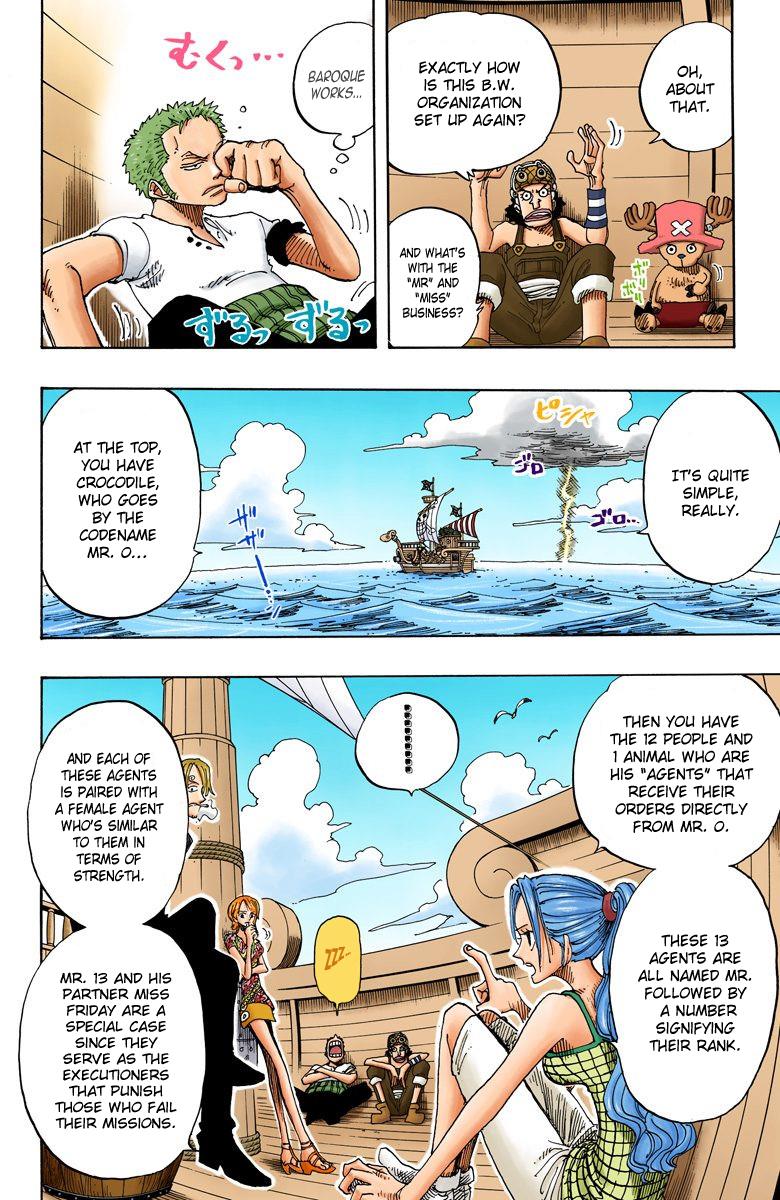 OH,
ABOUT
THAT.
EXACTLY HOW
IS THIS B.W.
ORGANIZATION
SET UP AGAIN?
AND WHAT'S
WITH THE
"MR" AND
"MISS"
BUSINESS?
ボリボリ
むくっ…
BAROQUE
WORKS...
ずるっ ずるっ
IT'S QUITE
SIMPLE,
REALLY.
ピシャ
ゴロ
ゴロ..
ザザーー…
AT THE TOP,
YOU HAVE
CROCODILE,
WHO GOES
BY THE
CODENAME
MR. 0...
THEN YOU HAVE
THE 12 PEOPLE AND
1 ANIMAL WHO ARE
HIS "AGENTS" THAT
RECEIVE THEIR
ORDERS DIRECTLY
FROM MR. 0.
THESE 13
AGENTS ARE
ALL NAMED MR.
FOLLOWED BY
A NUMBER
SIGNIFYING
THEIR RANK.
ZZZ...
AND EACH OF
THESE AGENTS
IS PAIRED WITH
A FEMALE AGENT
WHO'S SIMILAR
TO THEM IN
TERMS OF
STRENGTH.
MR. 13 AND HIS
PARTNER MISS
FRIDAY ARE A
SPECIAL CASE
SINCE THEY
SERVE AS THE
EXECUTIONERS
THAT PUNISH
THOSE WHO FAIL
THEIR MISSIONS.